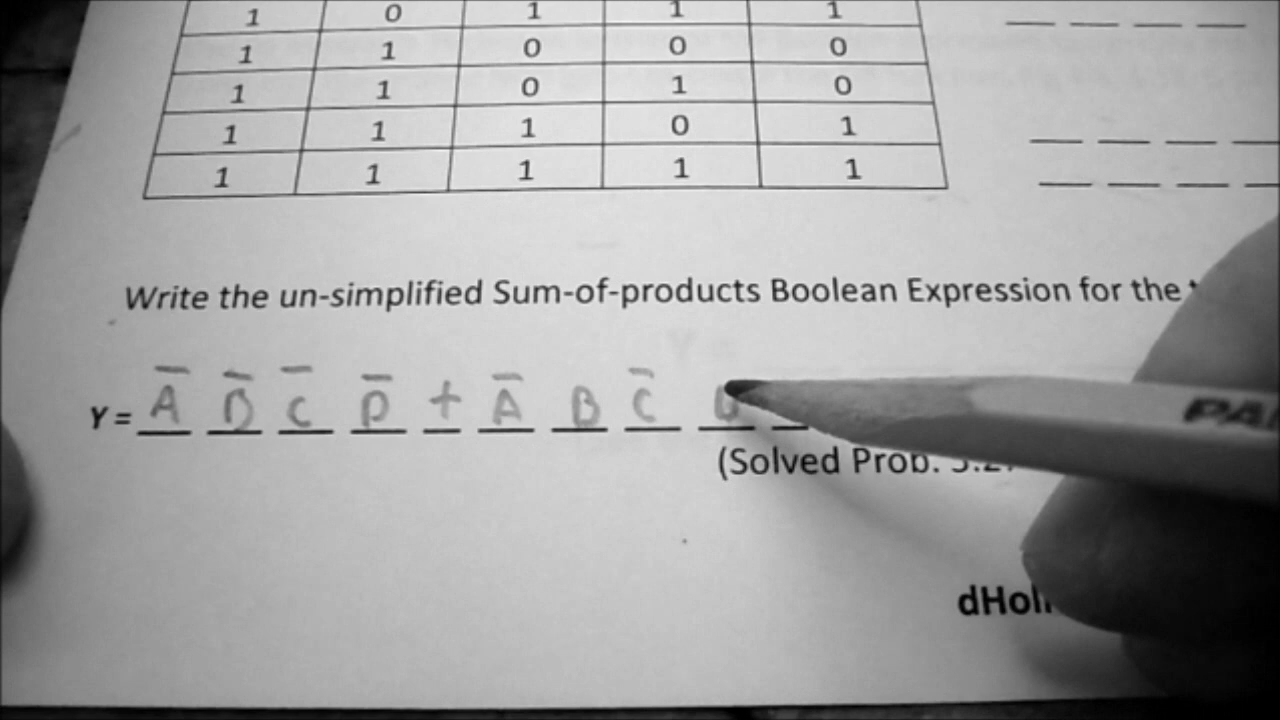 1 0 1 1 1
1 1 0 0 0
1 1 0 1 0
1 1 1 0 1
1 1 1 1 1
Write the un-simplified Sum-of-products Boolean Expression for the
Y = A̅ B̅ C̅ D̅ + A̅ B C̅
(Solved Prob.